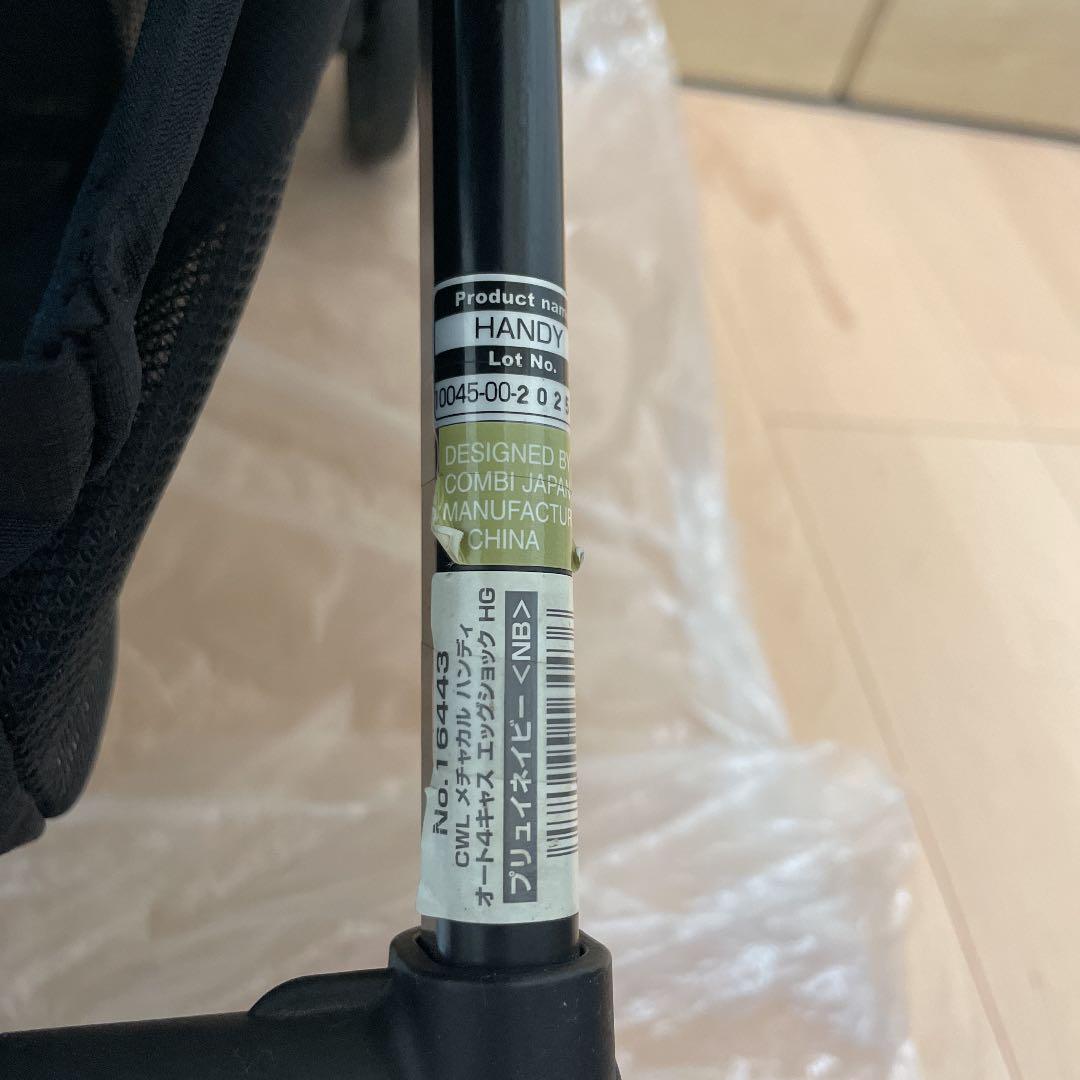 Product nam
HANDY
Lot No.
10045-00-2025
DESIGNED BY
COMBI JAPAN
MANUFACTUR
CHINA
No.16443
CWL メチャカル ハンディ
オート4キャス エッグショック HG
プリュイネイビー <NB>